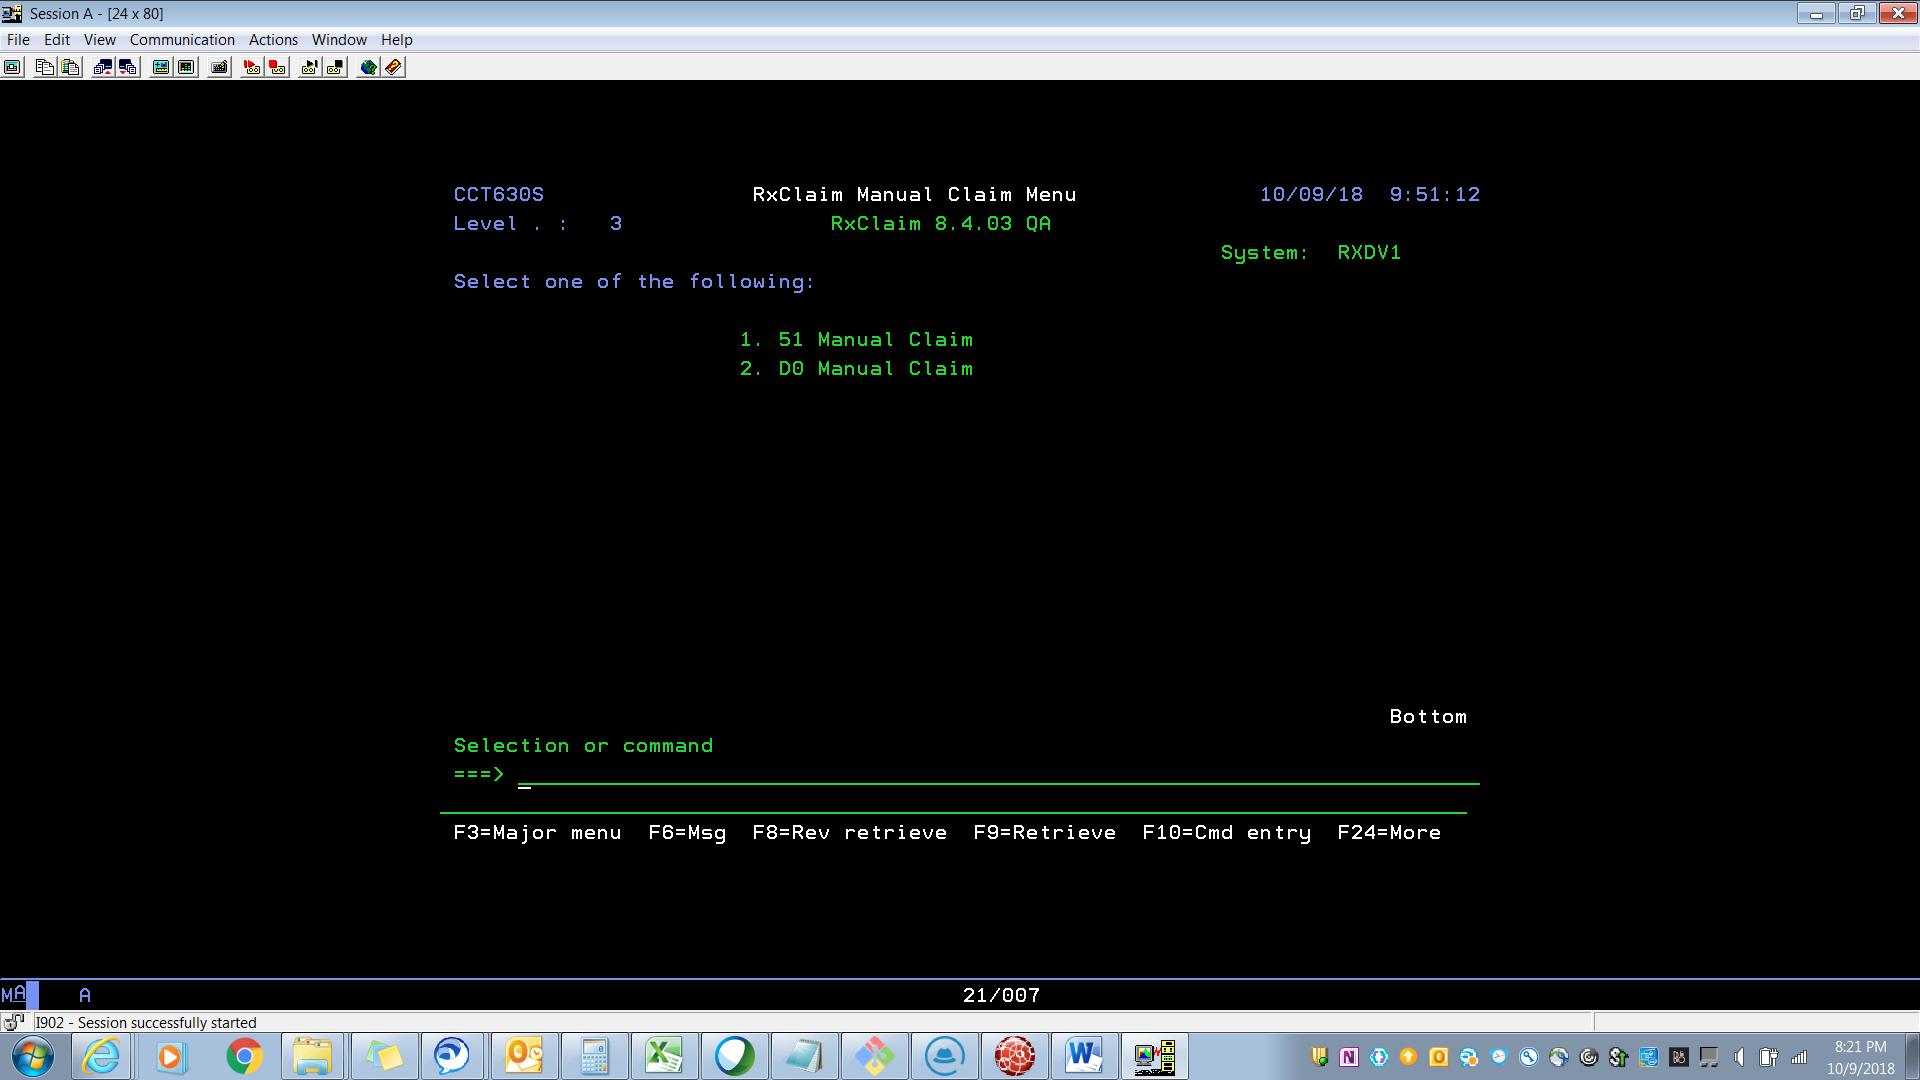 Session A - [24 x 80]
File Edit View Communication Actions Window Help
CCT630S RxClaim Manual Claim Menu 10/09/18 9:51:12
Level . : 3 RxClaim 8.4.03 QA
System: RXDV1
Select one of the following:
1. 51 Manual Claim
2. D0 Manual Claim
Bottom
Selection or command
===> _
F3=Major menu F6=Msg F8=Rev retrieve F9=Retrieve F10=Cmd entry F24=More
MA A 21/007
I902 - Session successfully started
8:21 PM
10/9/2018